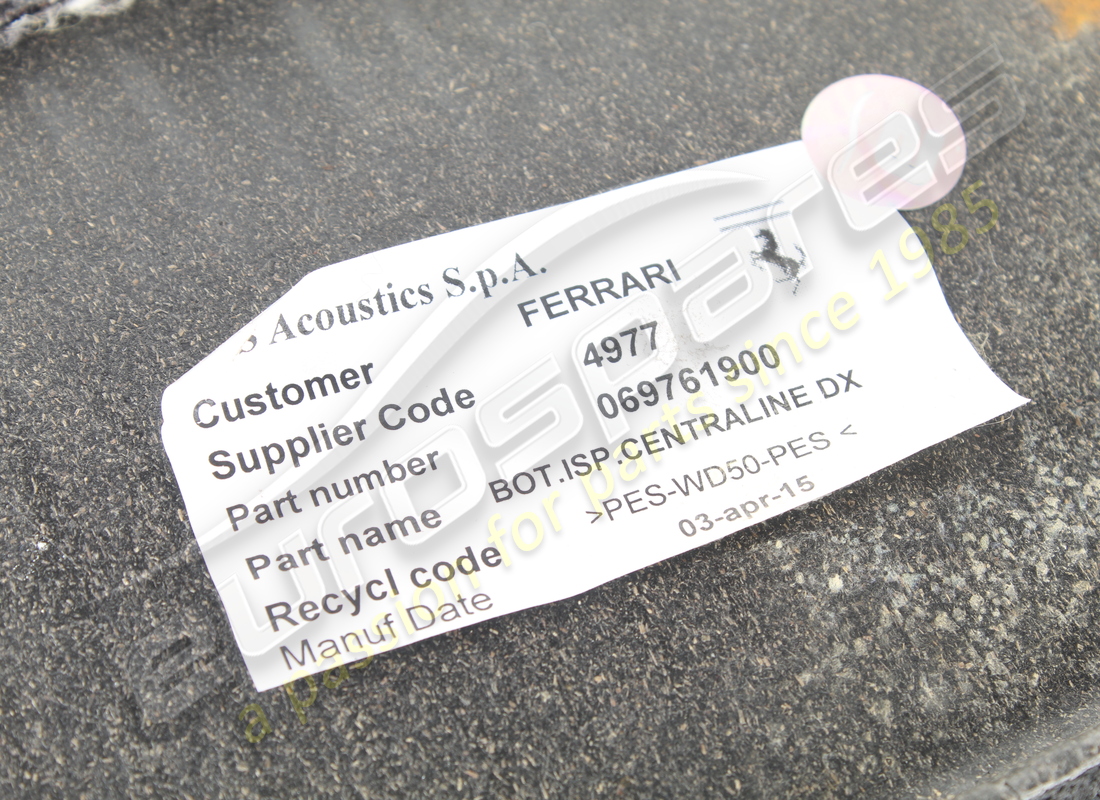 S Acoustics S.p.A.
Customer FERRARI
Supplier Code 4977
Part number 069761900
Part name BOT.ISP.CENTRALINE DX
Recycl code >PES-WD50-PES <
Manuf Date 03-apr-15
eurospares
a passion for parts since 1985